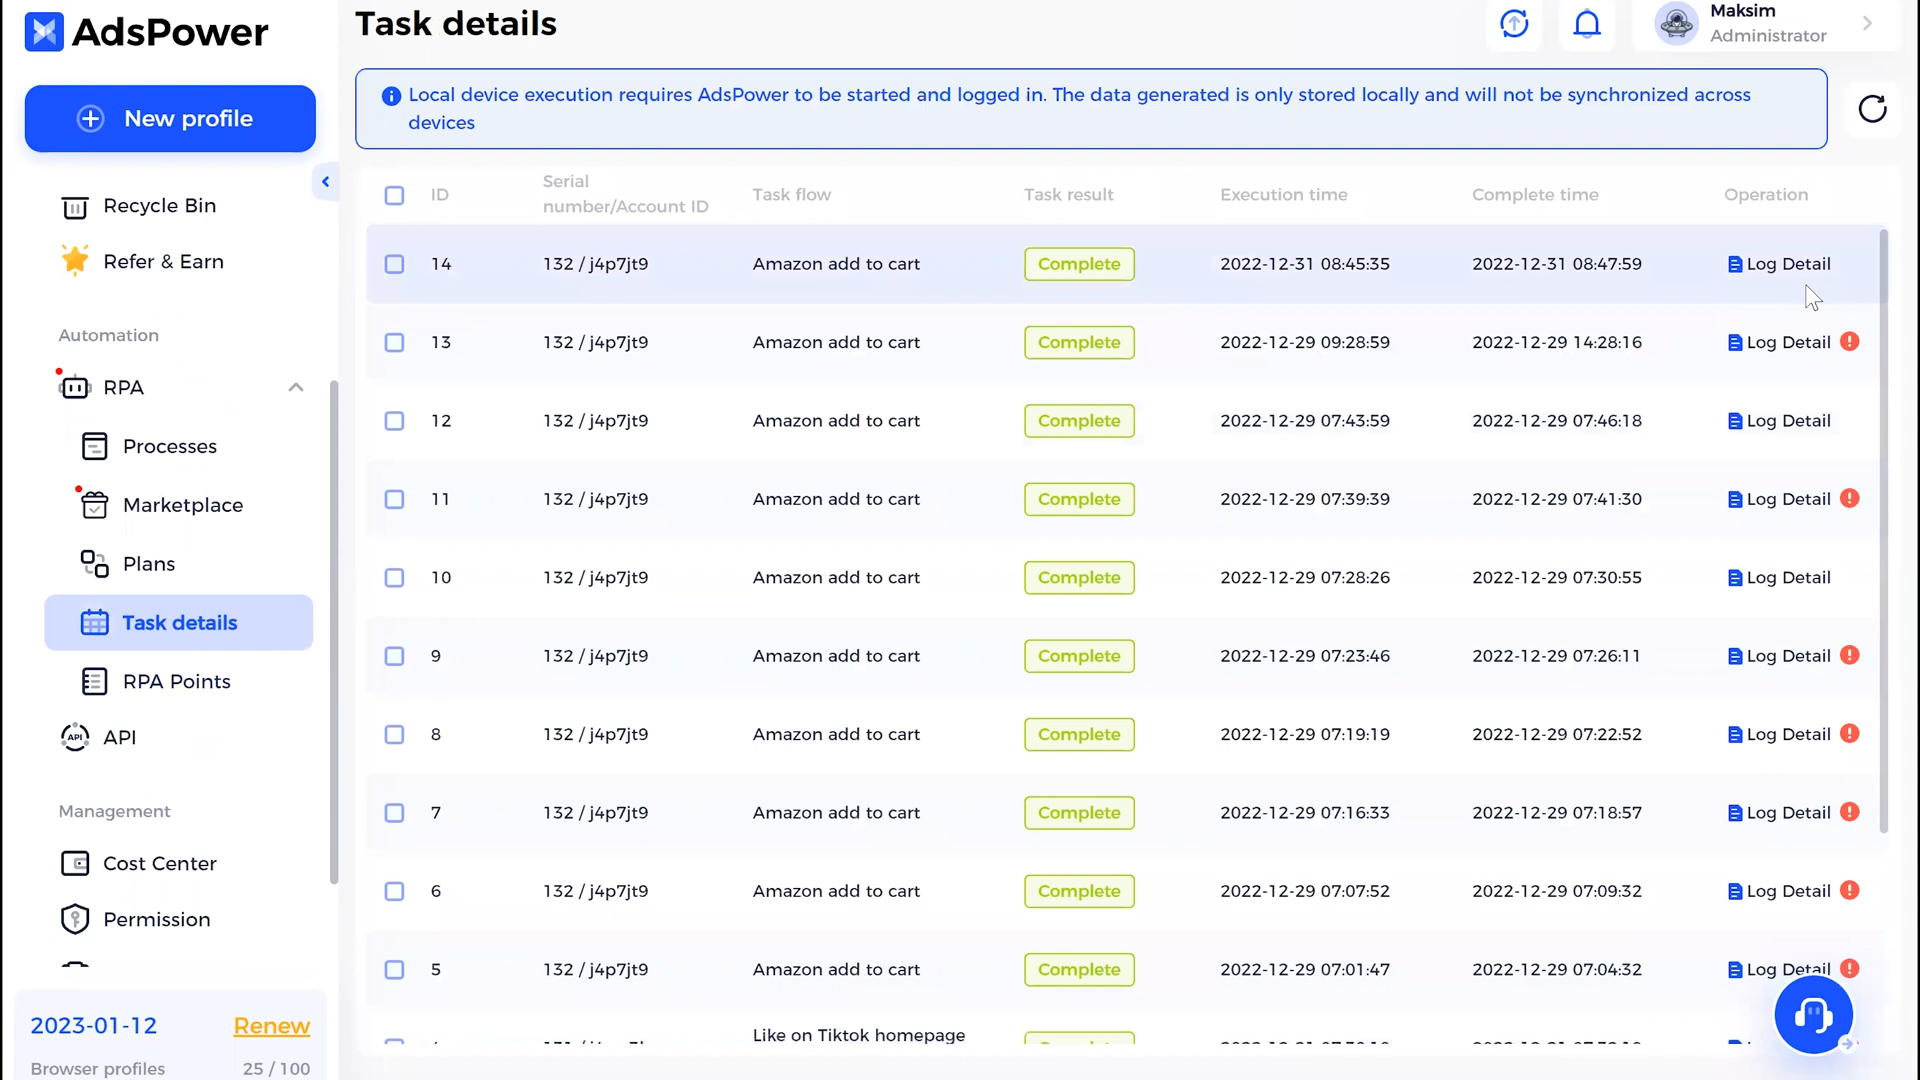 AdsPower
Task details
Maksim
Administrator
New profile
Local device execution requires AdsPower to be started and logged in. The data generated is only stored locally and will not be synchronized across
devices
Recycle Bin
Refer & Earn
Automation
RPA
Processes
Marketplace
Plans
Task details
RPA Points
API
API
Management
Cost Center
Permission
2023-01-12 Renew
Browser profiles 25 / 100
ID Serial number/Account ID Task flow Task result Execution time Complete time Operation
14 132 / j4p7jt9 Amazon add to cart Complete 2022-12-31 08:45:35 2022-12-31 08:47:59 Log Detail
13 132 / j4p7jt9 Amazon add to cart Complete 2022-12-29 09:28:59 2022-12-29 14:28:16 Log Detail
12 132 / j4p7jt9 Amazon add to cart Complete 2022-12-29 07:43:59 2022-12-29 07:46:18 Log Detail
11 132 / j4p7jt9 Amazon add to cart Complete 2022-12-29 07:39:39 2022-12-29 07:41:30 Log Detail
10 132 / j4p7jt9 Amazon add to cart Complete 2022-12-29 07:28:26 2022-12-29 07:30:55 Log Detail
9 132 / j4p7jt9 Amazon add to cart Complete 2022-12-29 07:23:46 2022-12-29 07:26:11 Log Detail
8 132 / j4p7jt9 Amazon add to cart Complete 2022-12-29 07:19:19 2022-12-29 07:22:52 Log Detail
7 132 / j4p7jt9 Amazon add to cart Complete 2022-12-29 07:16:33 2022-12-29 07:18:57 Log Detail
6 132 / j4p7jt9 Amazon add to cart Complete 2022-12-29 07:07:52 2022-12-29 07:09:32 Log Detail
5 132 / j4p7jt9 Amazon add to cart Complete 2022-12-29 07:01:47 2022-12-29 07:04:32 Log Detail
Like on Tiktok homepage